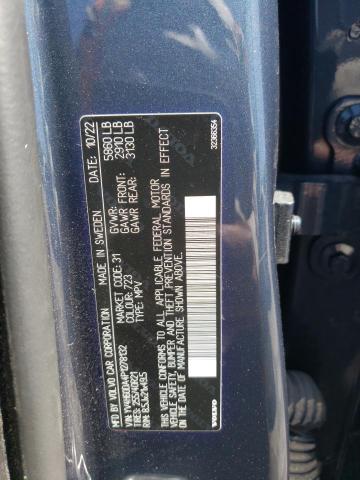 MFD BY VOLVO CAR CORPORATION MADE IN SWEDEN DATE: 10/22
GVWR: 5860 LB
GAWR FRONT: 2910 LB
GAWR REAR: 3130 LB
MARKET CODE: 31
COLOUR: 723
TYPE: MPV
THIS VEHICLE CONFORMS TO ALL APPLICABLE FEDERAL MOTOR
VEHICLE SAFETY, BUMPER AND THEFT PREVENTION STANDARDS IN EFFECT
ON THE DATE OF MANUFACTURE SHOWN ABOVE.
VOLVO
32366354